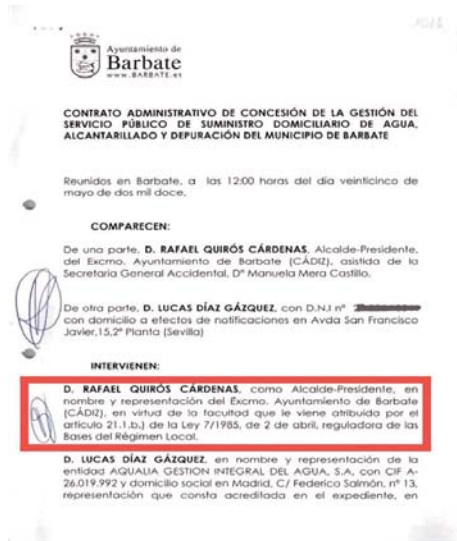 Ayuntamiento de
Barbate
www.BARBATE.es
CONTRATO ADMINISTRATIVO DE CONCESIÓN DE LA GESTIÓN DEL
SERVICIO PÚBLICO DE SUMINISTRO DOMICILIARIO DE AGUA,
ALCANTARILLADO Y DEPURACIÓN DEL MUNICIPIO DE BARBATE
Reunidos en Barbate, a las 12:00 horas del día veinticinco de
mayo de dos mil doce,
COMPARECEN:
De una parte, D. RAFAEL QUIRÓS CÁRDENAS, Alcalde-Presidente,
del Excmo. Ayuntamiento de Barbate (CÁDIZ), asistida de la
Secretaria General Accidental, Dª Manuela Mera Castillo.
De otra parte, D. LUCAS DÍAZ GÁZQUEZ, con D.N.I nº
con domicilio a efectos de notificaciones en Avda San Francisco
Javier,15,2ª Planta (Sevilla)
INTERVIENEN:
D. RAFAEL QUIRÓS CÁRDENAS, como Alcalde-Presidente, en
nombre y representación del Excmo. Ayuntamiento de Barbate
(CÁDIZ), en virtud de la facultad que le viene atribuida por el
artículo 21.1.b.) de la Ley 7/1985, de 2 de abril, reguladora de las
Bases del Régimen Local.
D. LUCAS DÍAZ GÁZQUEZ, en nombre y representación de la
entidad AQUALIA GESTION INTEGRAL DEL AGUA, S.A, con CIF A-
26.019.992 y domicilio social en Madrid, C/ Federico Salmón, nº 13,
representación que consta acreditada en el expediente, en